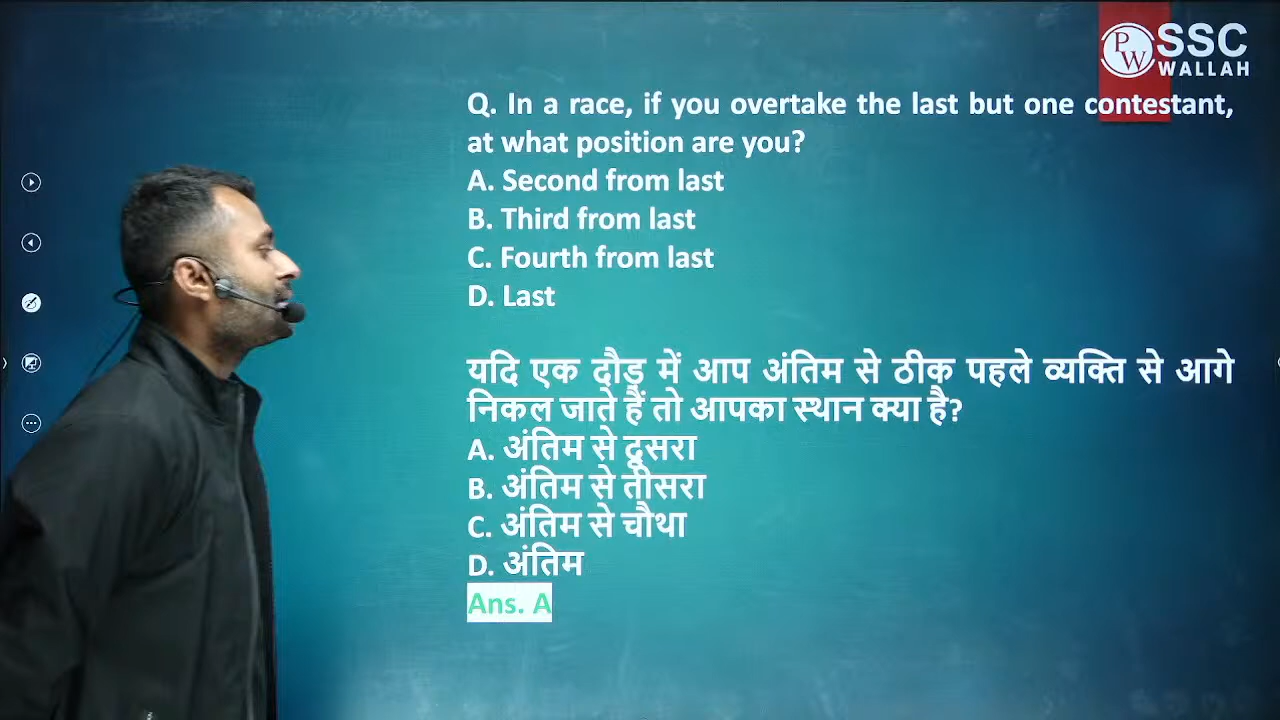 PW SSC
WALLAH
Q. In a race, if you overtake the last but one contestant,
at what position are you?
A. Second from last
B. Third from last
C. Fourth from last
D. Last
यदि एक दौड़ में आप अंतिम से ठीक पहले व्यक्ति से आगे
निकल जाते हैं तो आपका स्थान क्या है?
A. अंतिम से दूसरा
B. अंतिम से तीसरा
C. अंतिम से चौथा
D. अंतिम
Ans. A